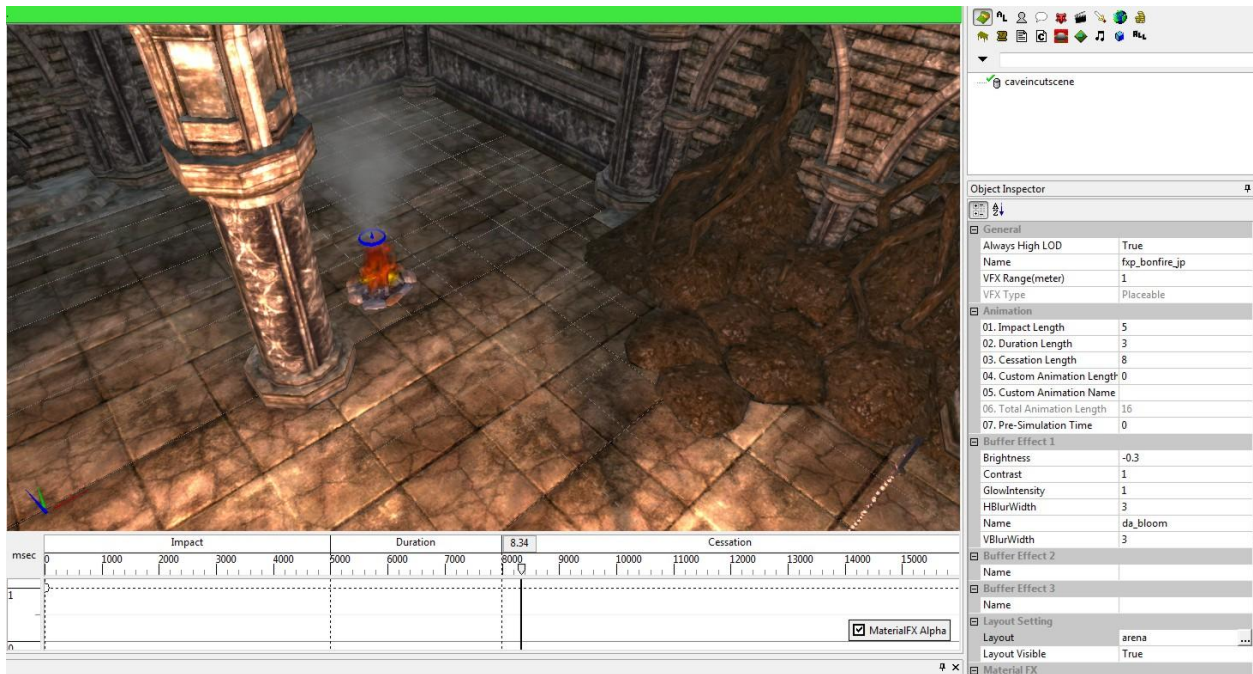 caveincutscene
Object Inspector
General
Always High LOD True
Name fxp_bonfire_jp
VFX Range(meter) 1
VFX Type Placeable
Animation
01. Impact Length 5
02. Duration Length 3
03. Cessation Length 8
04. Custom Animation Length 0
05. Custom Animation Name
06. Total Animation Length 16
07. Pre-Simulation Time 0
Buffer Effect 1
Brightness -0.3
Contrast 1
GlowIntensity 1
HBlurWidth 3
Name da_bloom
VBlurWidth 3
Buffer Effect 2
Name
Buffer Effect 3
Name
Layout Setting
Layout arena ...
Layout Visible True
Material FX
Impact Duration 8.34 Cessation
msec 0 1000 2000 3000 4000 5000 6000 7000 8000 9000 10000 11000 12000 13000 14000 15000
1
MaterialFX Alpha
0